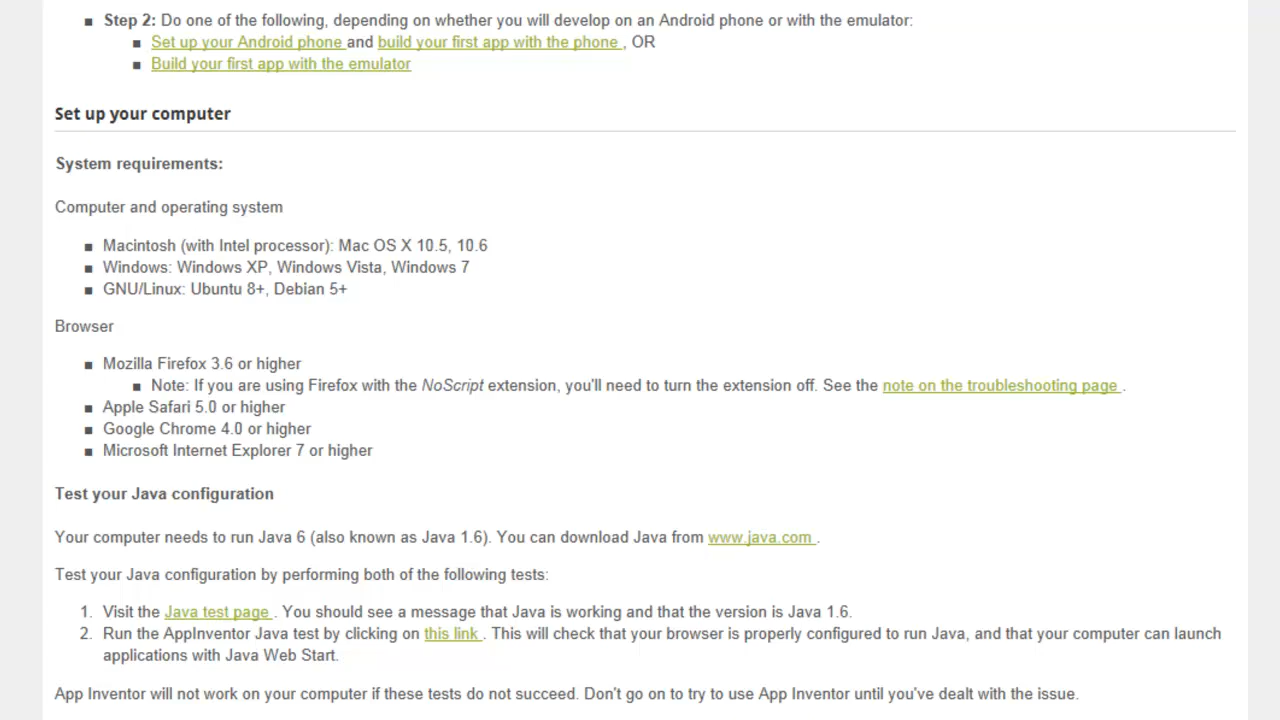 Step 2: Do one of the following, depending on whether you will develop on an Android phone or with the emulator:
Set up your Android phone and build your first app with the phone , OR
Build your first app with the emulator
Set up your computer
System requirements:
Computer and operating system
Macintosh (with Intel processor): Mac OS X 10.5, 10.6
Windows: Windows XP, Windows Vista, Windows 7
GNU/Linux: Ubuntu 8+, Debian 5+
Browser
Mozilla Firefox 3.6 or higher
Note: If you are using Firefox with the NoScript extension, you'll need to turn the extension off. See the note on the troubleshooting page .
Apple Safari 5.0 or higher
Google Chrome 4.0 or higher
Microsoft Internet Explorer 7 or higher
Test your Java configuration
Your computer needs to run Java 6 (also known as Java 1.6). You can download Java from www.java.com .
Test your Java configuration by performing both of the following tests:
1. Visit the Java test page . You should see a message that Java is working and that the version is Java 1.6.
2. Run the AppInventor Java test by clicking on this link . This will check that your browser is properly configured to run Java, and that your computer can launch
applications with Java Web Start.
App Inventor will not work on your computer if these tests do not succeed. Don't go on to try to use App Inventor until you've dealt with the issue.